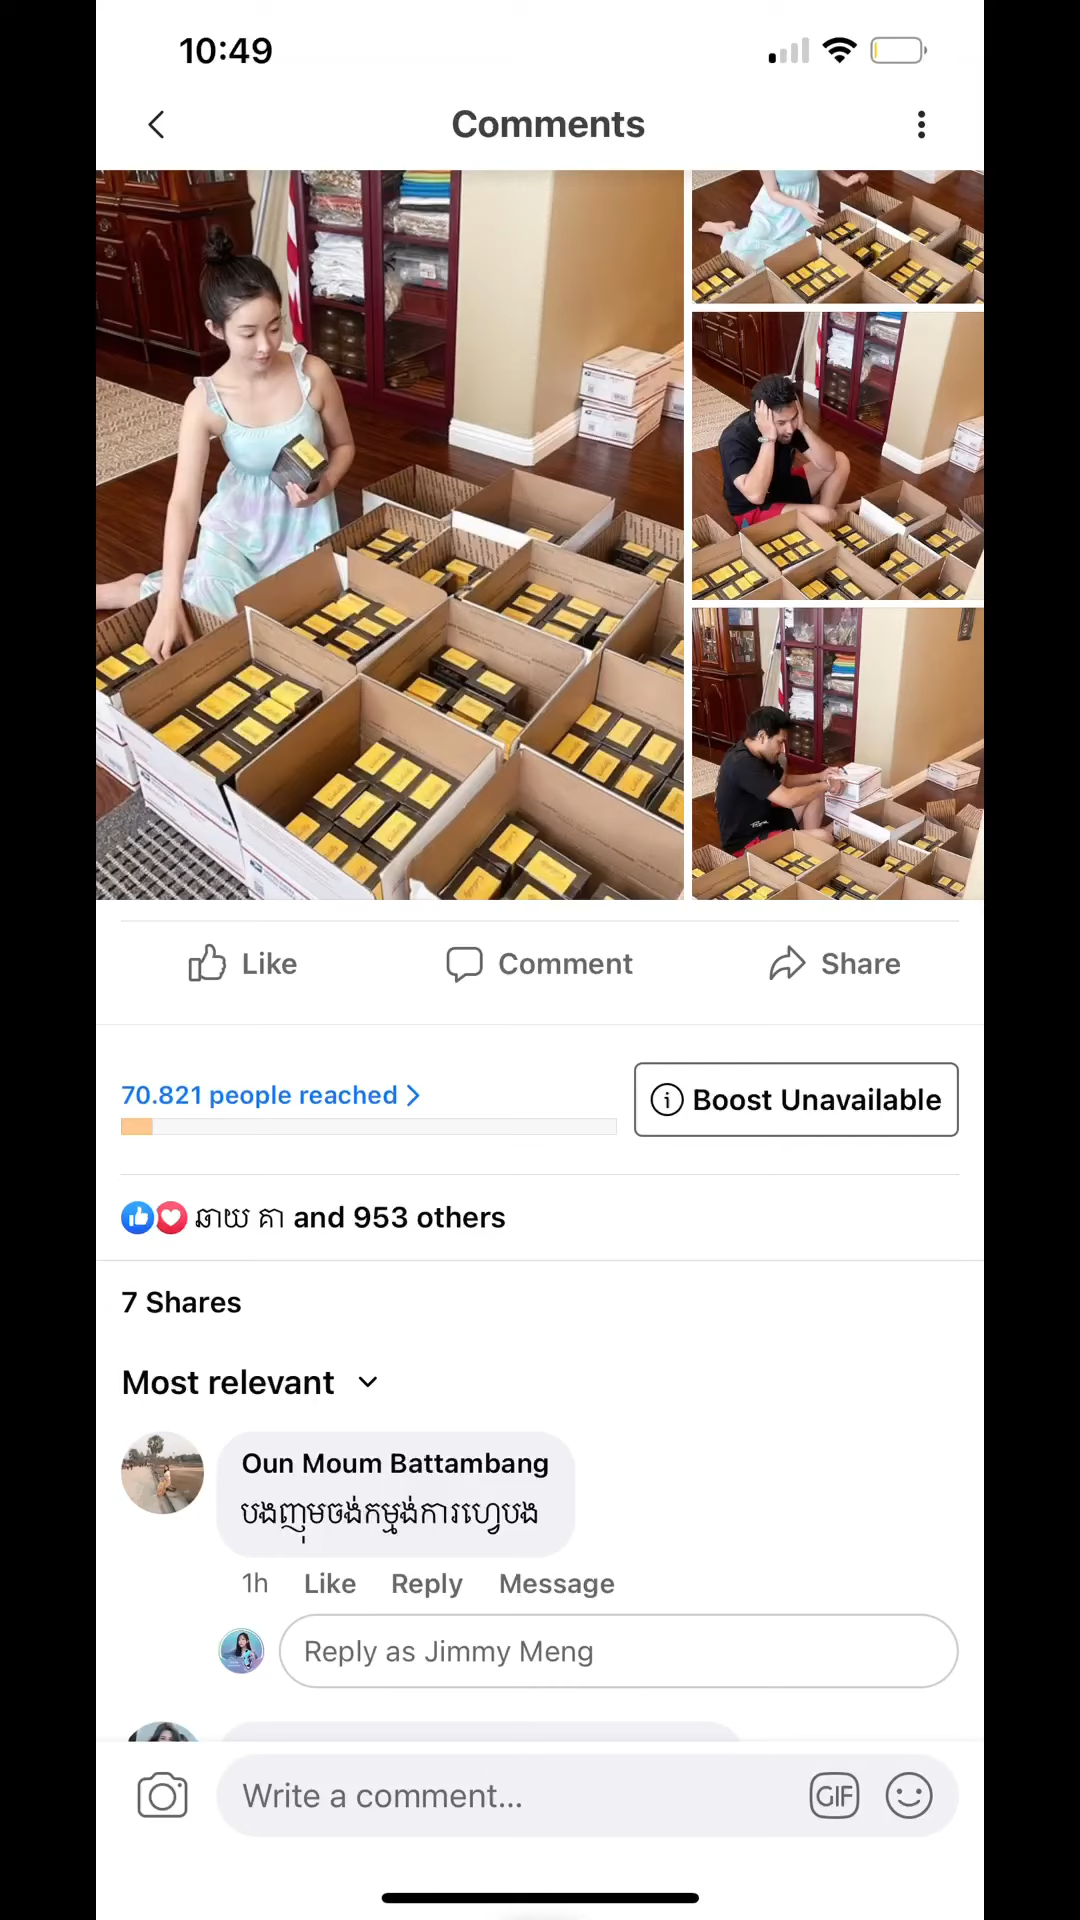 10:49
Comments
Like
Comment
Share
70.821 people reached
Boost Unavailable
ឆាយ គា and 953 others
7 Shares
Most relevant
Oun Moum Battambang
បងញុមចង់កម្មង់ការហ្វេបង
1h Like Reply Message
Reply as Jimmy Meng
Write a comment...
GIF